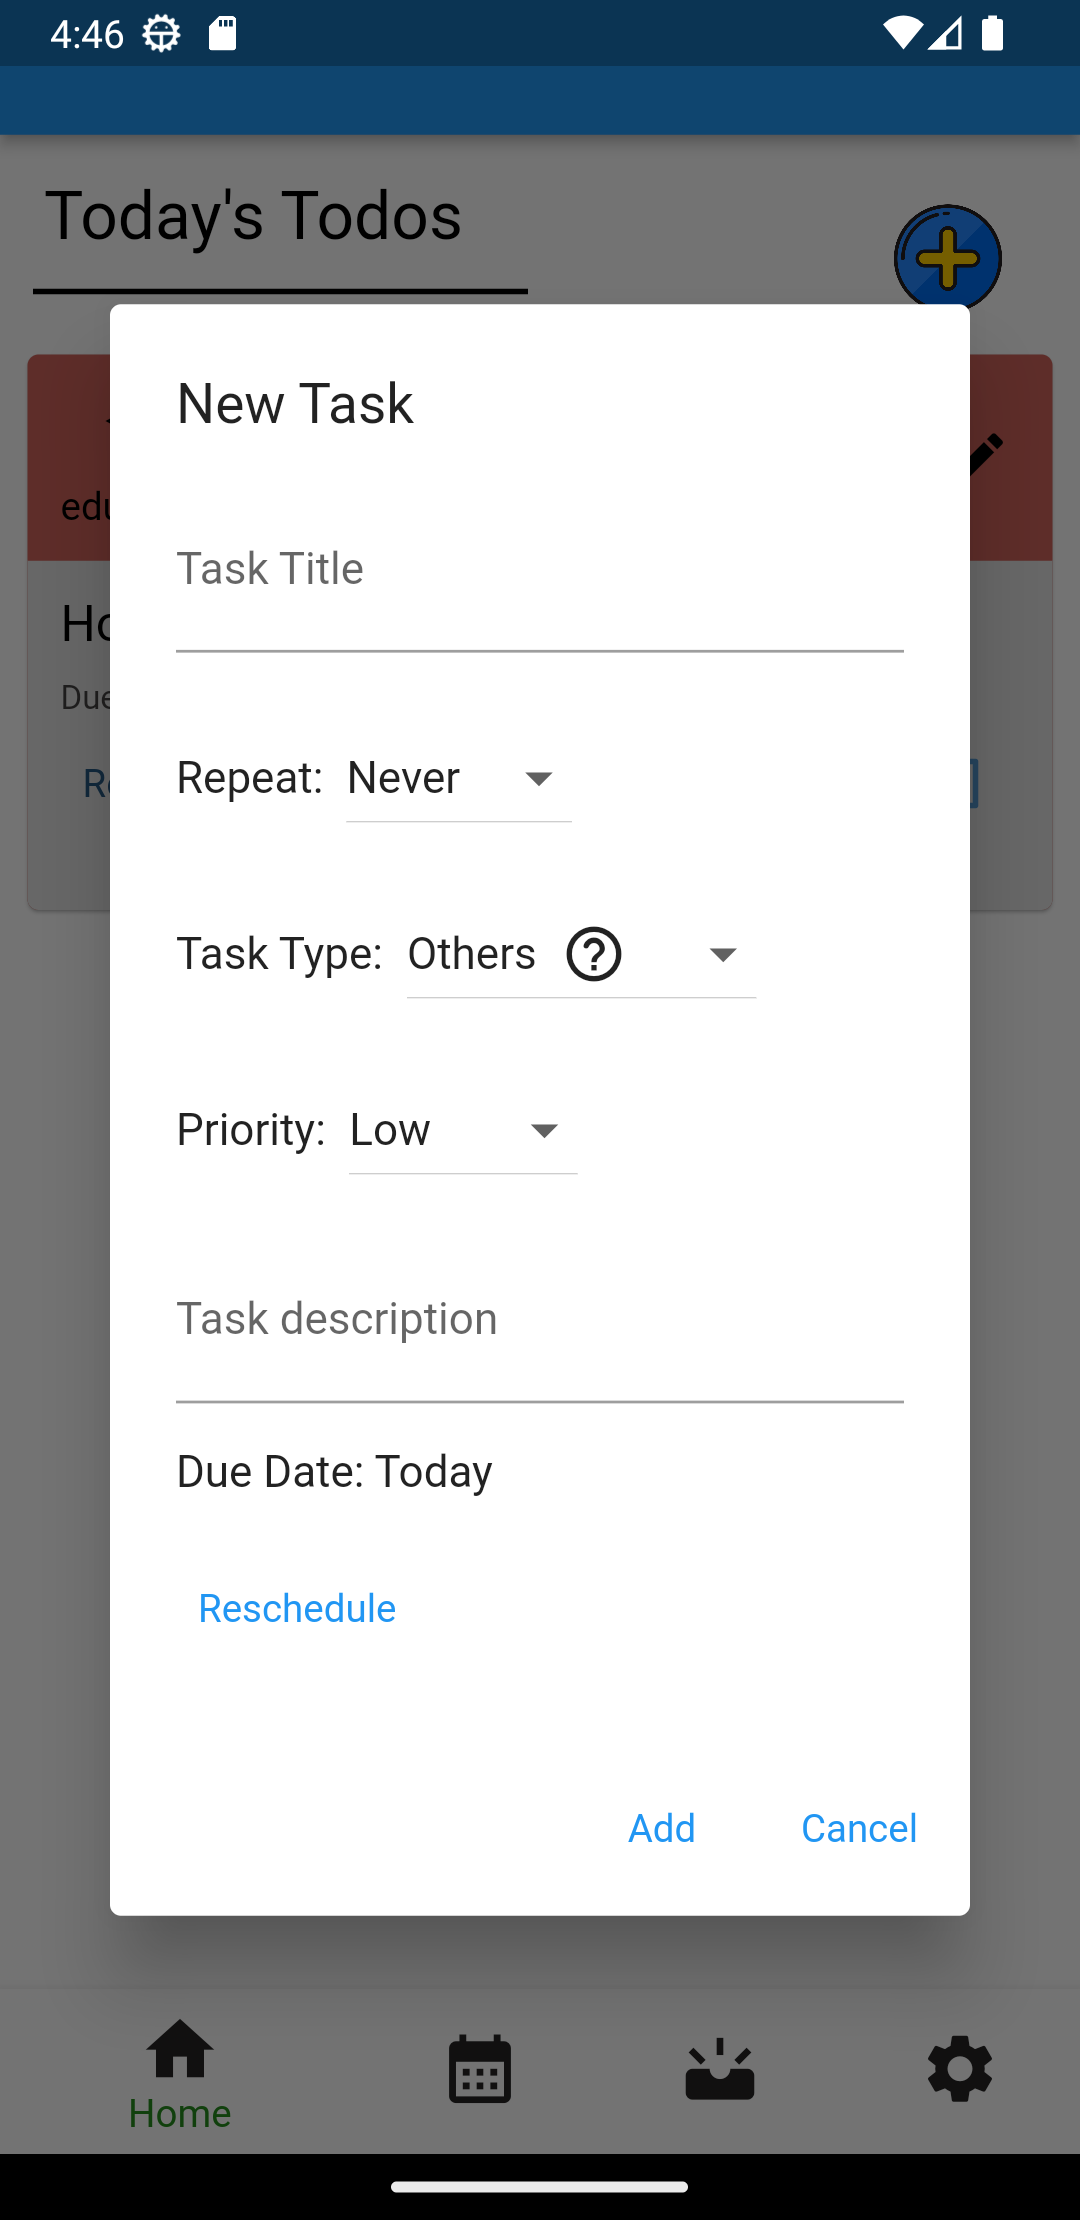 4:46
Today's Todos
New Task
edu
Task Title
Ho
Due
Repeat: Never
Re
Task Type: Others
Priority: Low
Task description
Due Date: Today
Reschedule
Add Cancel
Home